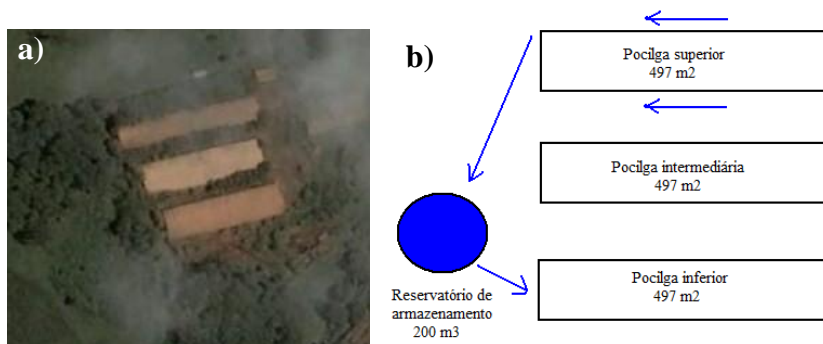 a)
b)
Pocilga superior
497 m2
Pocilga intermediária
497 m2
Pocilga inferior
497 m2
Reservatório de
armazenamento
200 m3